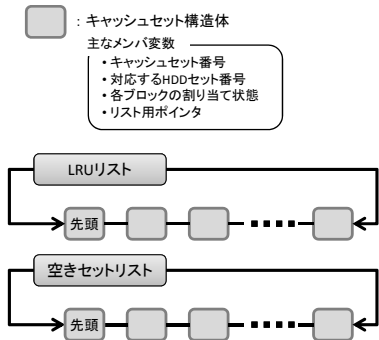 : キャッシュセット構造体
主なメンバ変数
• キャッシュセット番号
• 対応するHDDセット番号
• 各ブロックの割り当て状態
• リスト用ポインタ
LRUリスト
先頭
空きセットリスト
先頭